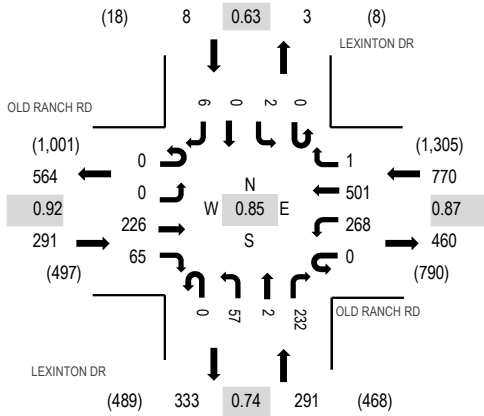 (18) 8 0.63 3 (8)
LEXINTON DR
6 0 2 0
OLD RANCH RD
(1,001) 0 1 (1,305)
564 770
0 N 501
0.92 W 0.85 E 0.87
226 S 268
291 460
65 0
(497) (790)
0 57 2 232
OLD RANCH RD
LEXINTON DR
(489) 333 0.74 291 (468)